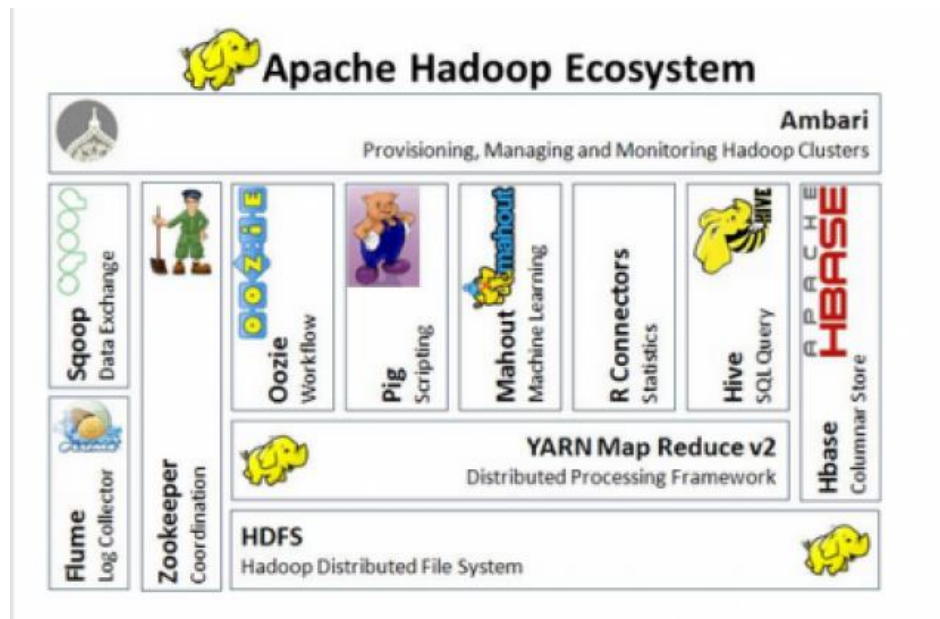 Apache Hadoop Ecosystem
Ambari
Provisioning, Managing and Monitoring Hadoop Clusters
Sqoop
Data Exchange
Flume
Log Collector
Zookeeper
Coordination
OOZIE
Oozie
Workflow
Pig
Scripting
mahout
Mahout
Machine Learning
R Connectors
Statistics
HIVE
Hive
SQL Query
APACHE
HBASE
Hbase
Columnar Store
YARN Map Reduce v2
Distributed Processing Framework
HDFS
Hadoop Distributed File System